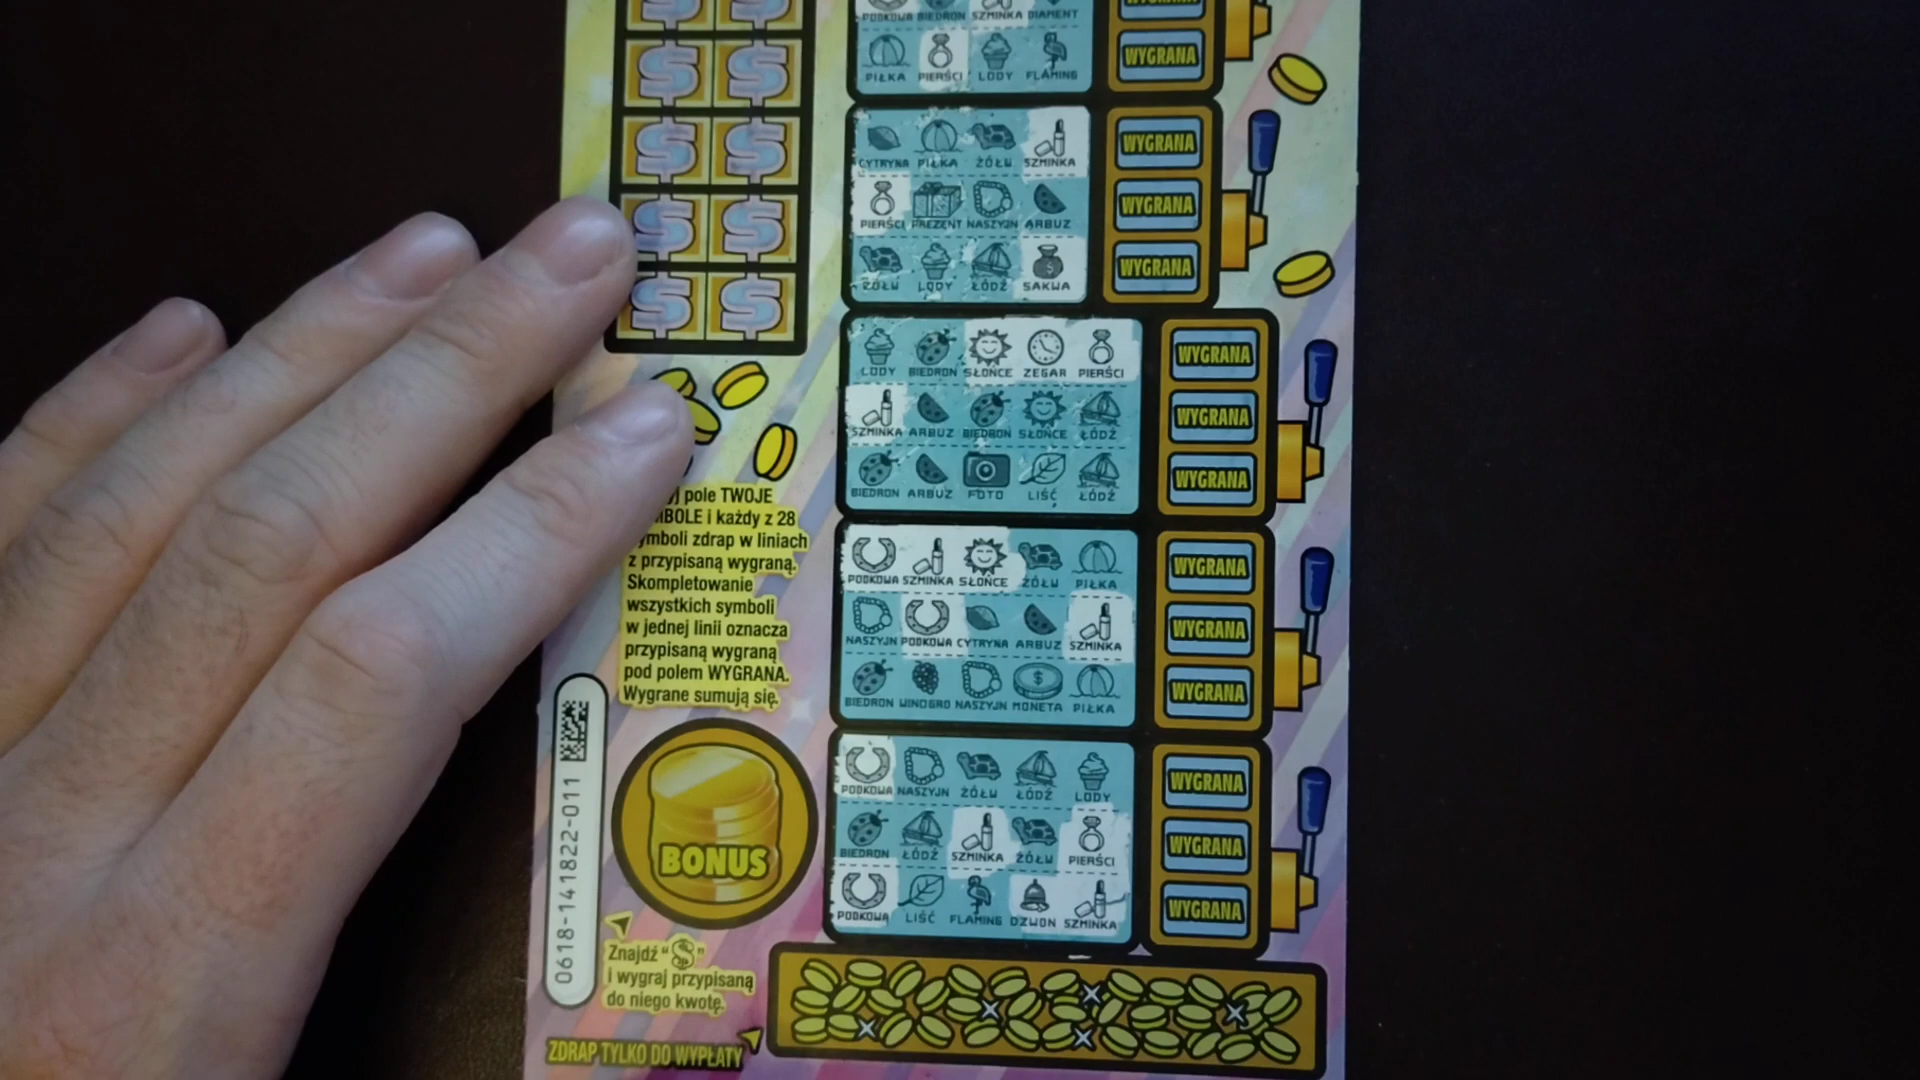 PODKOWA BIEDRON SZMINKA DIAMENT
PIŁKA PIERŚCI LODY FLAMING
WYGRANA
CYTRYNA PIŁKA ŻÓŁW SZMINKA
PIERŚCI PREZENT NASZYJN ARBUZ
ŻÓŁW LODY ŁÓDŹ SAKWA
WYGRANA
WYGRANA
WYGRANA
LODY BIEDRON SŁOŃCE ZEGAR PIERŚCI
SZMINKA ARBUZ BIEDRON SŁOŃCE ŁÓDŹ
BIEDRON ARBUZ FOTO LIŚĆ ŁÓDŹ
WYGRANA
WYGRANA
WYGRANA
pole TWOJE
i każdy z 28
symboli zdrap w liniach
z przypisaną wygraną.
Skompletowanie
wszystkich symboli
w jednej linii oznacza
przypisaną wygraną
pod polem WYGRANA.
Wygrane sumują się.
PODKOWA SZMINKA SŁOŃCE ŻÓŁW PIŁKA
NASZYJN PODKOWA CYTRYNA ARBUZ SZMINKA
BIEDRON WINOGRO NASZYJN MONETA PIŁKA
WYGRANA
WYGRANA
WYGRANA
0618-141822-011
BONUS
PODKOWA NASZYJN ŻÓŁW ŁÓDŹ LODY
BIEDRON ŁÓDŹ SZMINKA ŻÓŁW PIERŚCI
PODKOWA LIŚĆ FLAMING DZWON SZMINKA
WYGRANA
WYGRANA
WYGRANA
Znajdź "$"
i wygraj przypisaną
do niego kwotę.
ZDRAP TYLKO DO WYPŁATY